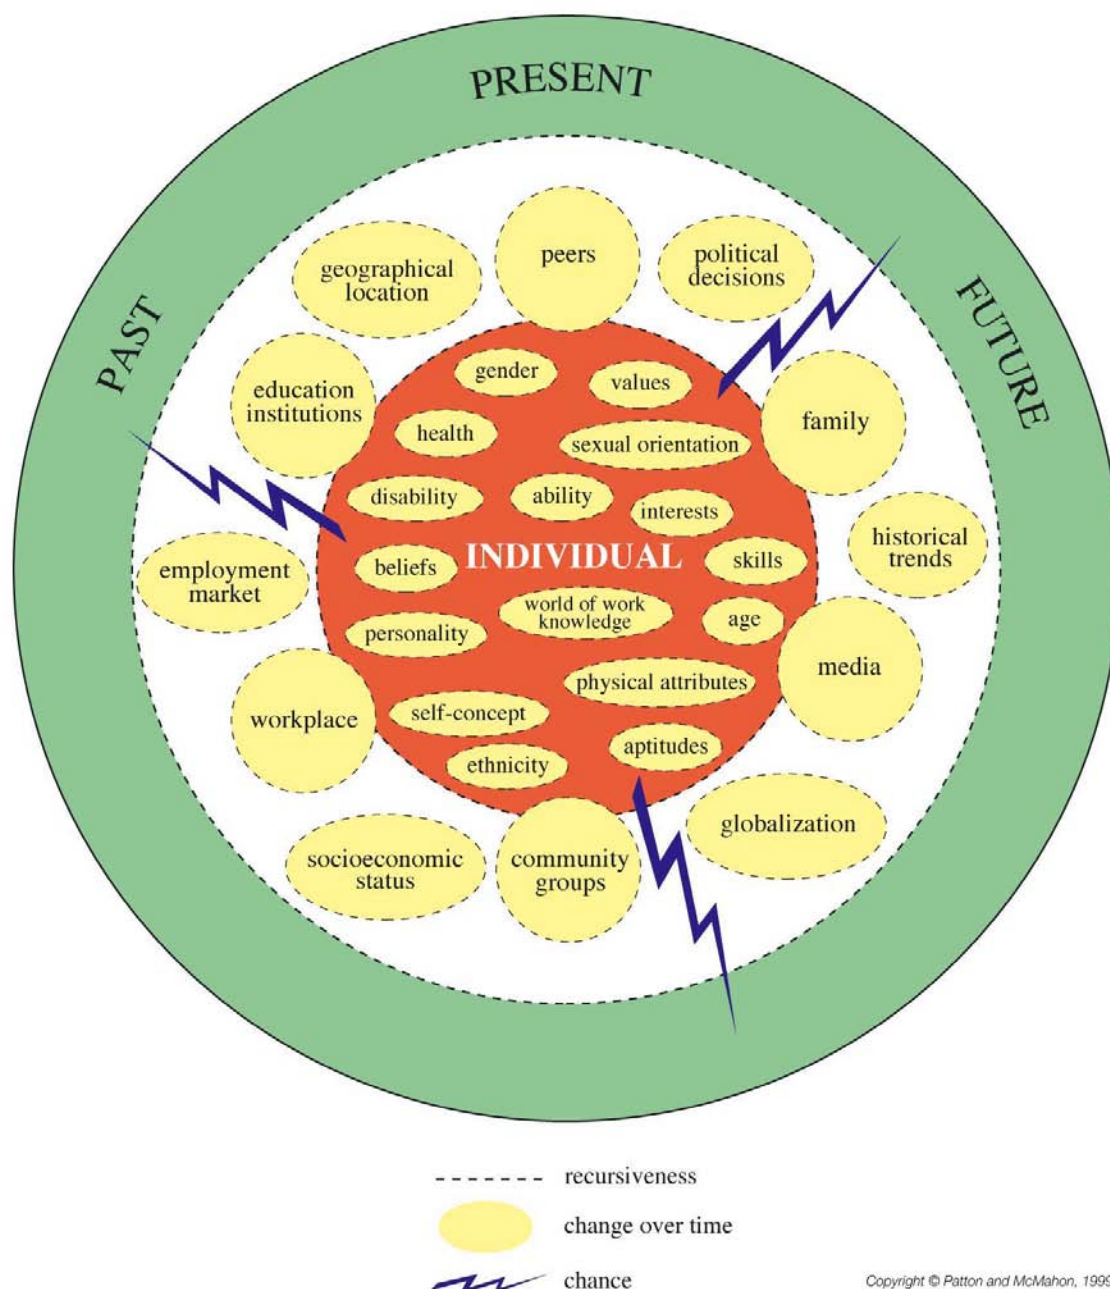 PRESENT
PAST
FUTURE
peers
political
decisions
geographical
location
education
institutions
family
gender
values
health
sexual orientation
disability
ability
interests
historical
trends
INDIVIDUAL
employment
market
beliefs
skills
world of work
knowledge
age
personality
media
physical attributes
workplace
self-concept
aptitudes
ethnicity
globalization
socioeconomic
status
community
groups
recursiveness
change over time
chance
Copyright © Patton and McMahon, 1999